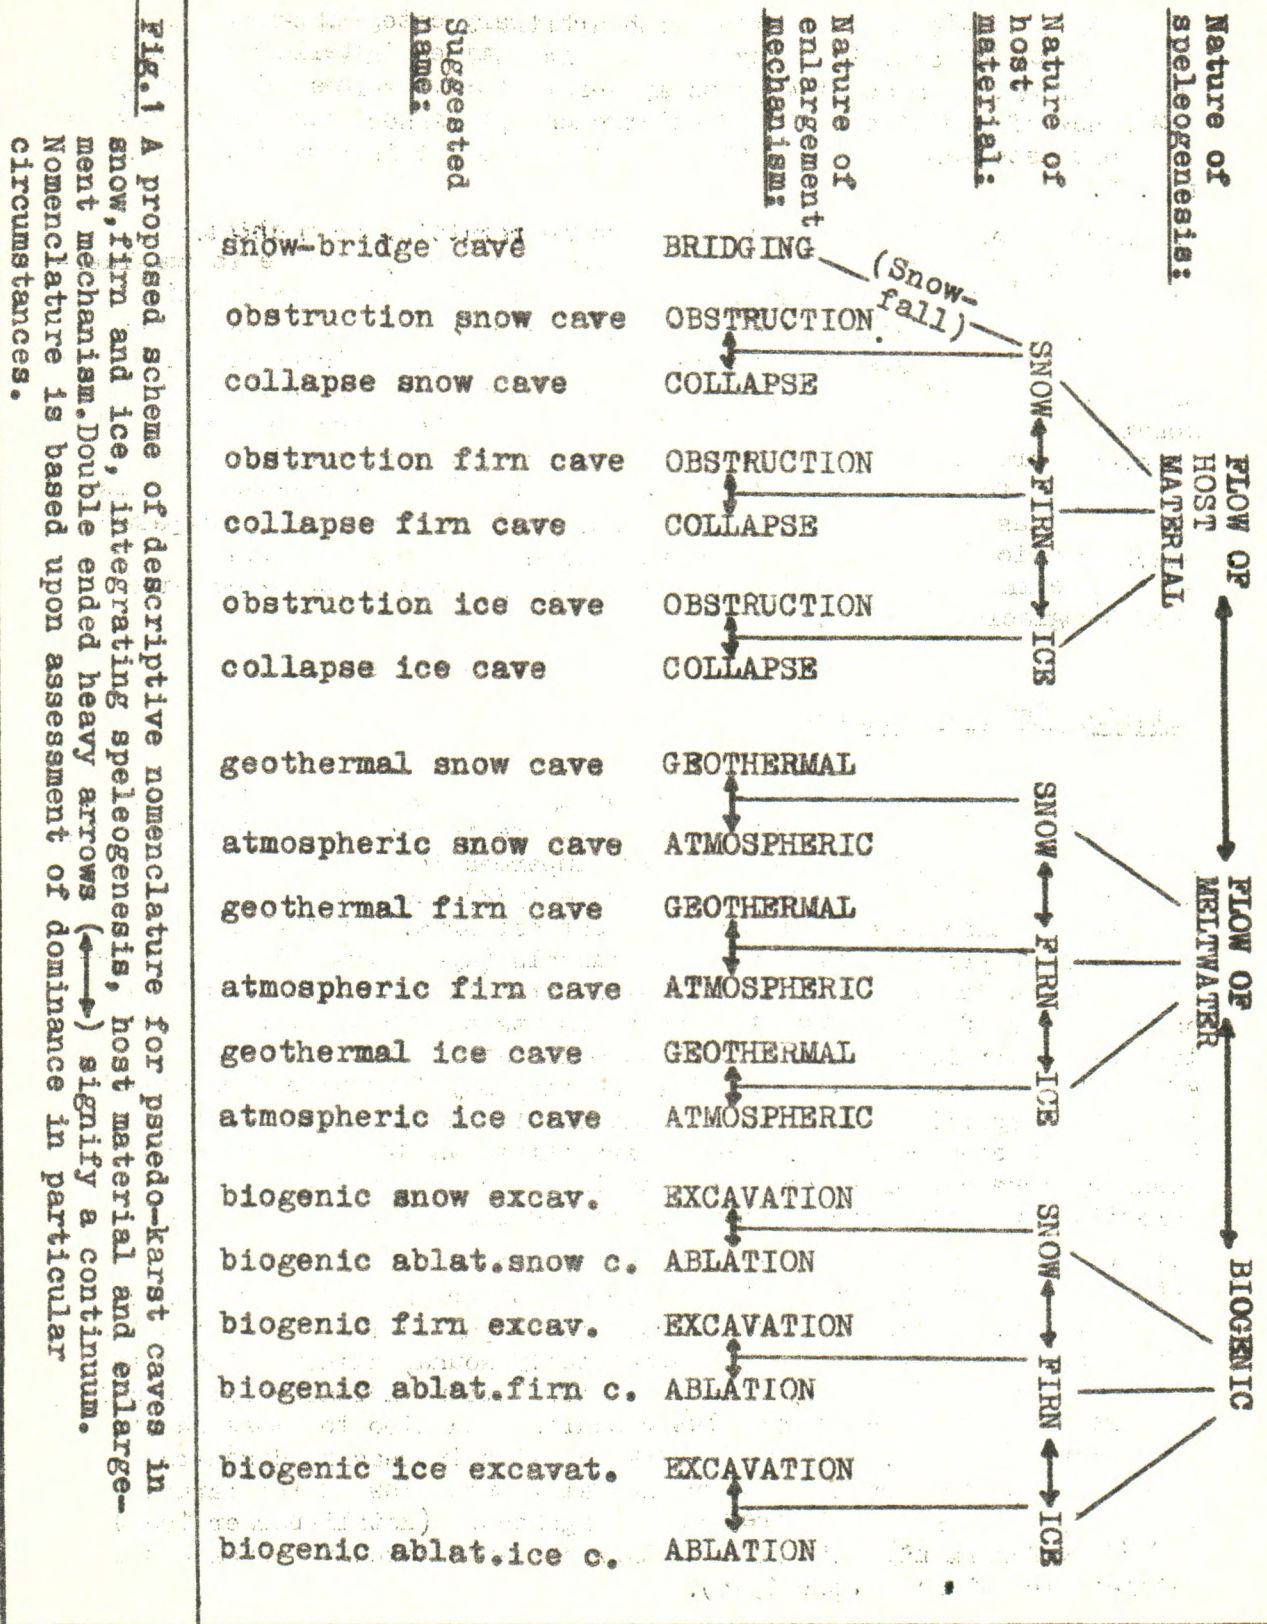 Nature of
speleogenesis:
FLOW OF
HOST
MATERIAL
FLOW OF
MELTWATER
BIOGENIC
Nature of
host
material:
SNOW
FIRN
ICE
SNOW
FIRN
ICE
SNOW
FIRN
ICE
Nature of
enlargement
mechanism:
(Snow-
fall)
BRIDGING
OBSTRUCTION
COLLAPSE
OBSTRUCTION
COLLAPSE
OBSTRUCTION
COLLAPSE
GEOTHERMAL
ATMOSPHERIC
GEOTHERMAL
ATMOSPHERIC
GEOTHERMAL
ATMOSPHERIC
EXCAVATION
ABLATION
EXCAVATION
ABLATION
EXCAVATION
ABLATION
Suggested
name:
snow-bridge cave
obstruction snow cave
collapse snow cave
obstruction firn cave
collapse firn cave
obstruction ice cave
collapse ice cave
geothermal snow cave
atmospheric snow cave
geothermal firn cave
atmospheric firn cave
geothermal ice cave
atmospheric ice cave
biogenic snow excav.
biogenic ablat.snow c.
biogenic firn excav.
biogenic ablat.firn c.
biogenic ice excavat.
biogenic ablat.ice c.
Fig.1 A proposed scheme of descriptive nomenclature for psuedo-karst caves in
snow,firn and ice, integrating speleogenesis, host material and enlarge-
ment mechanism.Double ended heavy arrows (↔) signify a continuum.
Nomenclature is based upon assessment of dominance in particular
circumstances.